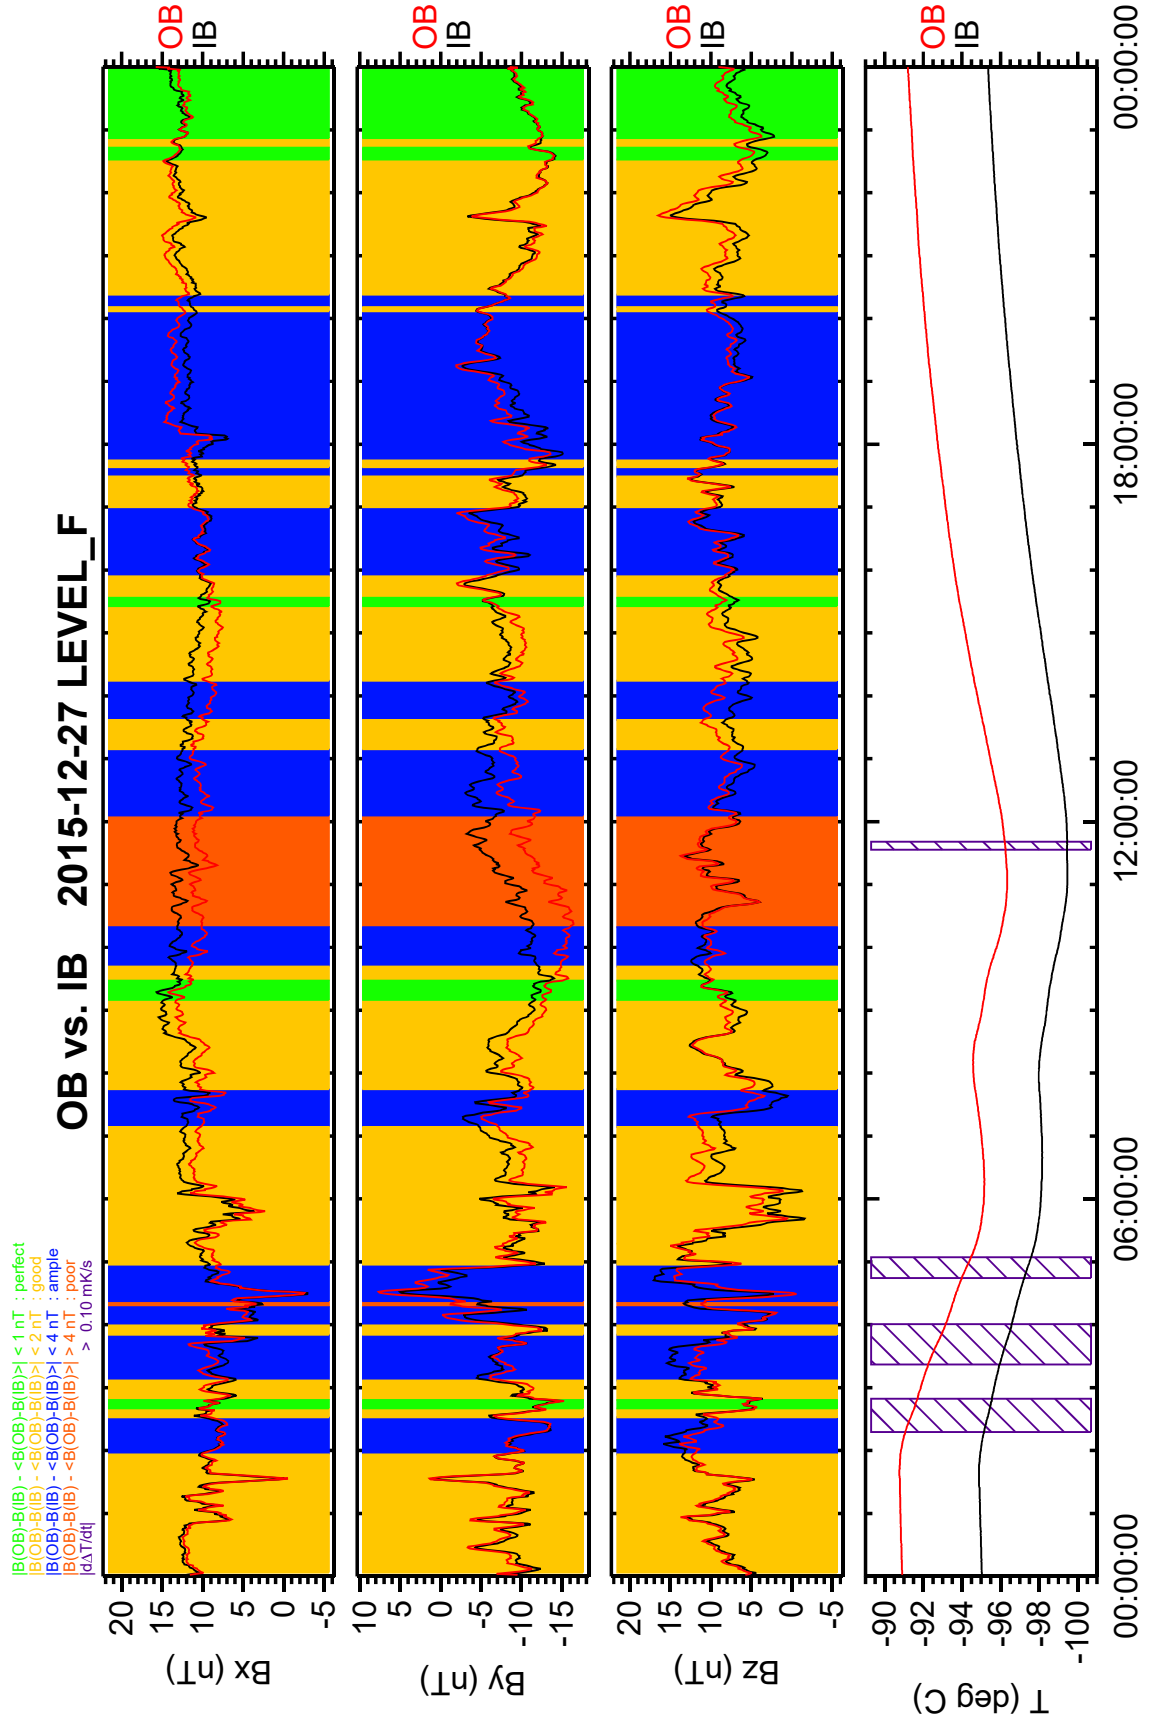 |B(OB)-B(IB) - <B(OB)-B(IB)>| < 1 nT : perfect
|B(OB)-B(IB) - <B(OB)-B(IB)>| < 2 nT : good
|B(OB)-B(IB) - <B(OB)-B(IB)>| < 4 nT : ample
|B(OB)-B(IB) - <B(OB)-B(IB)>| > 4 nT : poor
|dΔT/dt| > 0.10 mK/s
OB vs. IB 2015-12-27 LEVEL_F
Bx (nT)
20
15
10
5
0
-5
OB
IB
By (nT)
10
5
0
-5
-10
-15
OB
IB
Bz (nT)
20
15
10
5
0
-5
OB
IB
T (deg C)
-90
-92
-94
-96
-98
-100
OB
IB
00:00:00
06:00:00
12:00:00
18:00:00
00:00:00